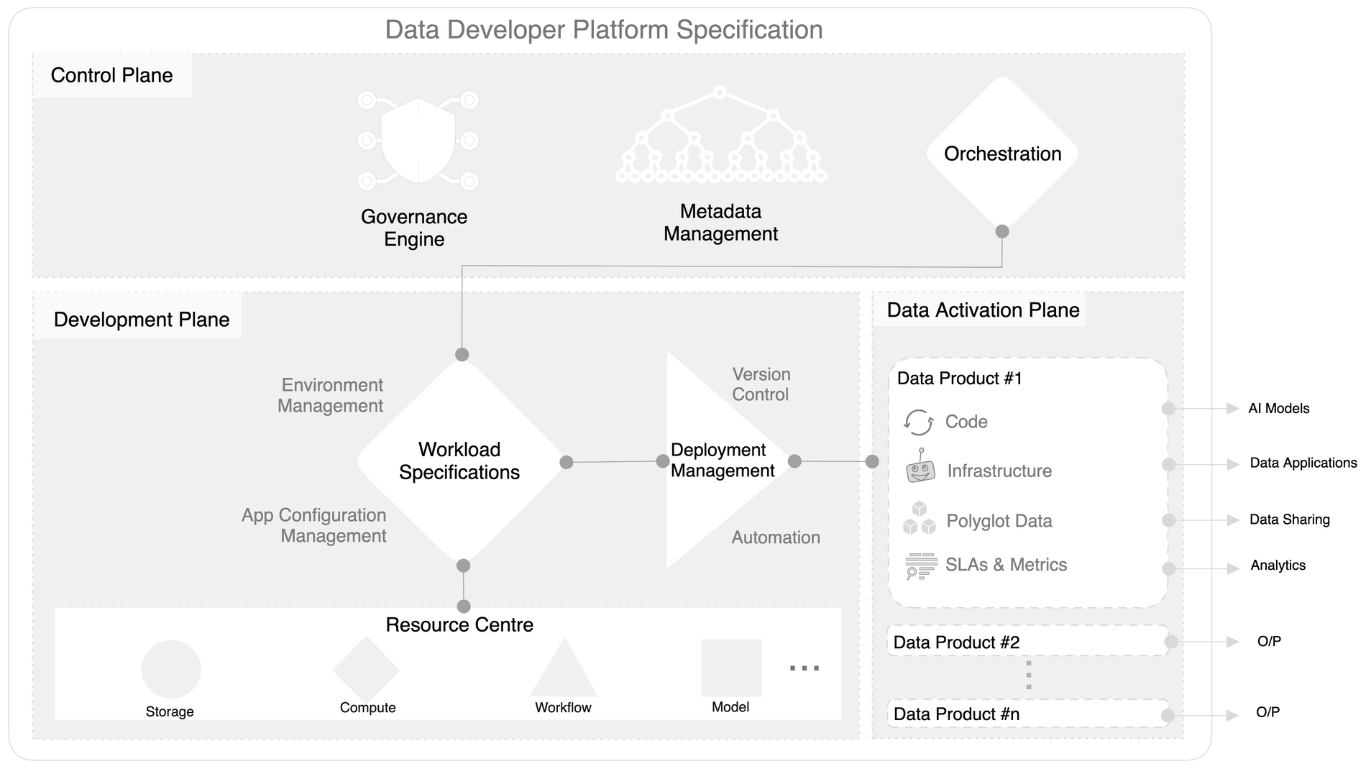 Data Developer Platform Specification
Control Plane
Governance
Engine
Metadata
Management
Orchestration
Development Plane
Environment
Management
Workload
Specifications
App Configuration
Management
Version
Control
Deployment
Management
Automation
Resource Centre
Storage
Compute
Workflow
Model
Data Activation Plane
Data Product #1
Code
Infrastructure
Polyglot Data
SLAs & Metrics
AI Models
Data Applications
Data Sharing
Analytics
Data Product #2
O/P
Data Product #n
O/P